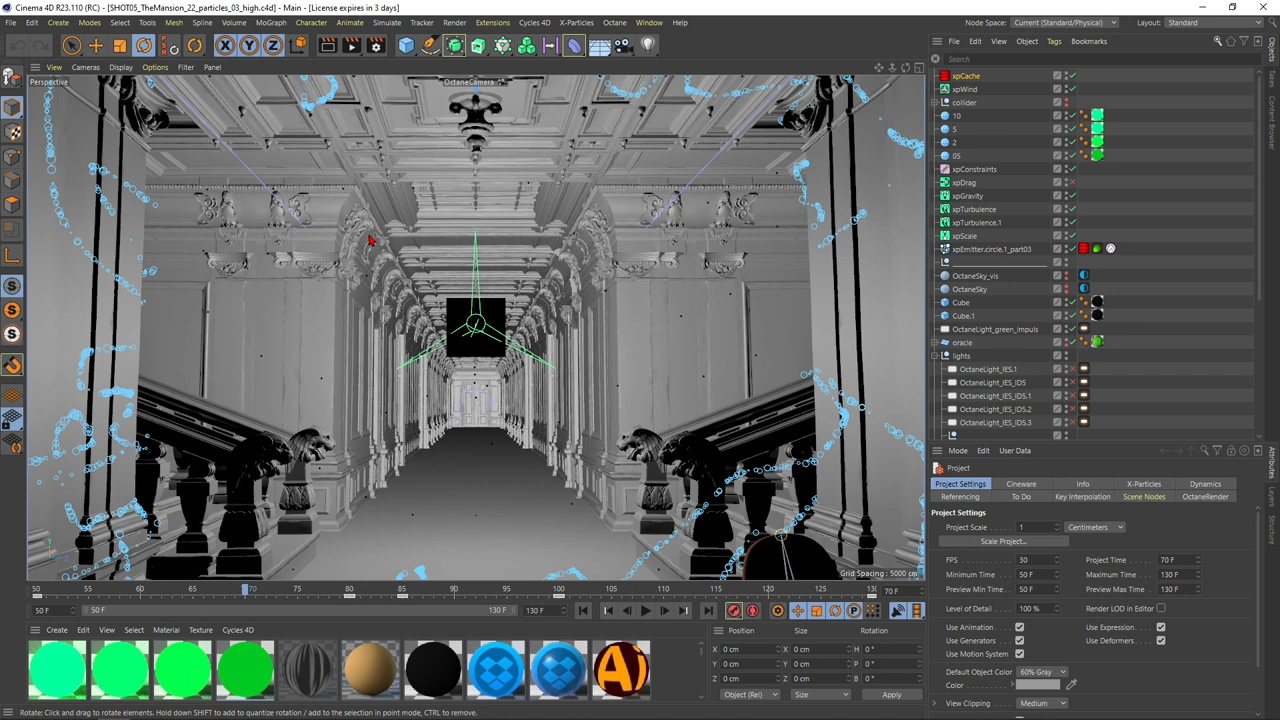 Cinema 4D R23.110 (RC) - [SHOT05_TheMansion_22_particles_03_high.c4d] - Main - [License expires in 3 days]
File Edit Create Modes Select Tools Mesh Spline Volume MoGraph Character Animate Simulate Tracker Render Extensions Cycles 4D X-Particles Octane Window Help Node Space: Current (Standard/Physical) Layout: Standard
X Y Z
File Edit View Object Tags Bookmarks
View Cameras Display Options Filter Panel
Search
Perspective
OctaneCamera
xpCache
xpWind
collider
10
5
2
05
xpConstraints
xpDrag
xpGravity
xpTurbulence
xpTurbulence.1
xpScale
xpEmitter.circle.1_part03
OctaneSky_vis
OctaneSky
Cube
Cube.1
OctaneLight_green_impuls
oracle
lights
OctaneLight_IES.1
OctaneLight_IES_ID5
OctaneLight_IES_ID5.1
OctaneLight_IES_ID5.2
OctaneLight_IES_ID5.3
Objects
Takes
Content Browser
Mode Edit User Data
Project
Project Settings Cineware Info X-Particles Dynamics
Referencing To Do Key Interpolation Scene Nodes OctaneRender
Project Settings
Project Scale 1 Centimeters
Scale Project...
FPS 30 Project Time 70 F
Minimum Time 50 F Maximum Time 130 F
Preview Min Time 50 F Preview Max Time 130 F
Level of Detail 100 % Render LOD in Editor
Use Animation Use Expression
Use Generators Use Deformers
Use Motion System
Default Object Color 60% Gray
Color
View Clipping Medium
Attributes
Layers
Structure
Grid Spacing : 5000 cm
50 55 60 65 70 75 80 85 90 95 100 105 110 115 120 125 130 70 F
50 F 50 F 130 F 130 F
Create Edit View Select Material Texture Cycles 4D
Position Size Rotation
X 0 cm X 0 cm H 0 °
Y 0 cm Y 0 cm P 0 °
Z 0 cm Z 0 cm B 0 °
Object (Rel) Size Apply
Rotate: Click and drag to rotate elements. Hold down SHIFT to add to quantize rotation / add to the selection in point mode, CTRL to remove.